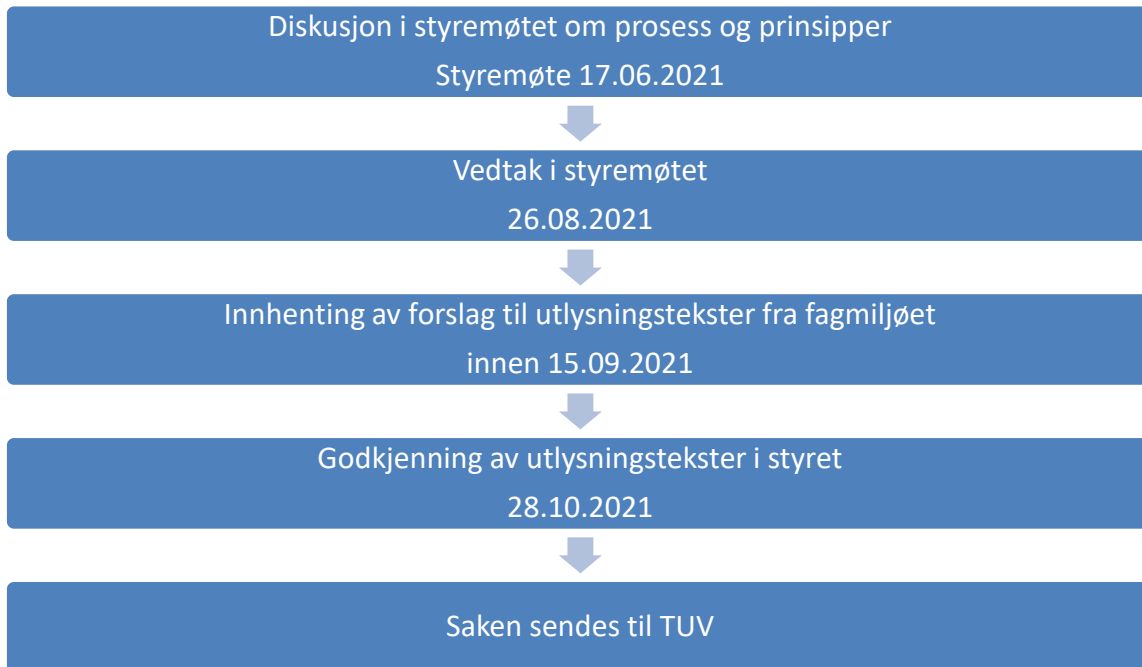 Diskusjon i styremøtet om prosess og prinsipper
Styremøte 17.06.2021
Vedtak i styremøtet
26.08.2021
Innhenting av forslag til utlysningstekster fra fagmiljøet
innen 15.09.2021
Godkjenning av utlysningstekster i styret
28.10.2021
Saken sendes til TUV